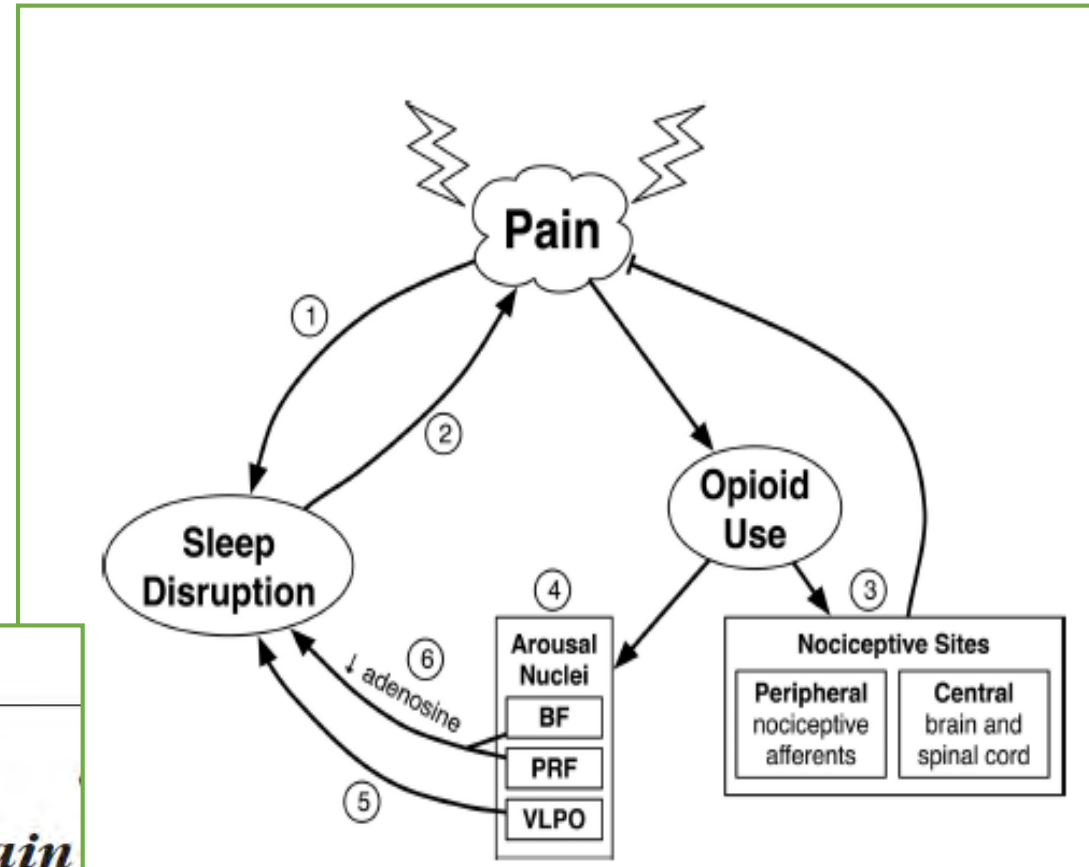 Pain
①
②
Opioid
Use
Sleep
Disruption
④
③
Arousal
Nuclei
BF
PRF
VLPO
⑥
↓ adenosine
⑤
Nociceptive Sites
Peripheral
nociceptive
afferents
Central
brain and
spinal cord